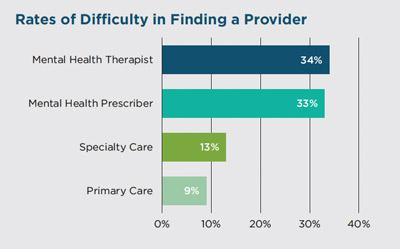 Rates of Difficulty in Finding a Provider
Mental Health Therapist 34%
Mental Health Prescriber 33%
Specialty Care 13%
Primary Care 9%
0% 10% 20% 30% 40%